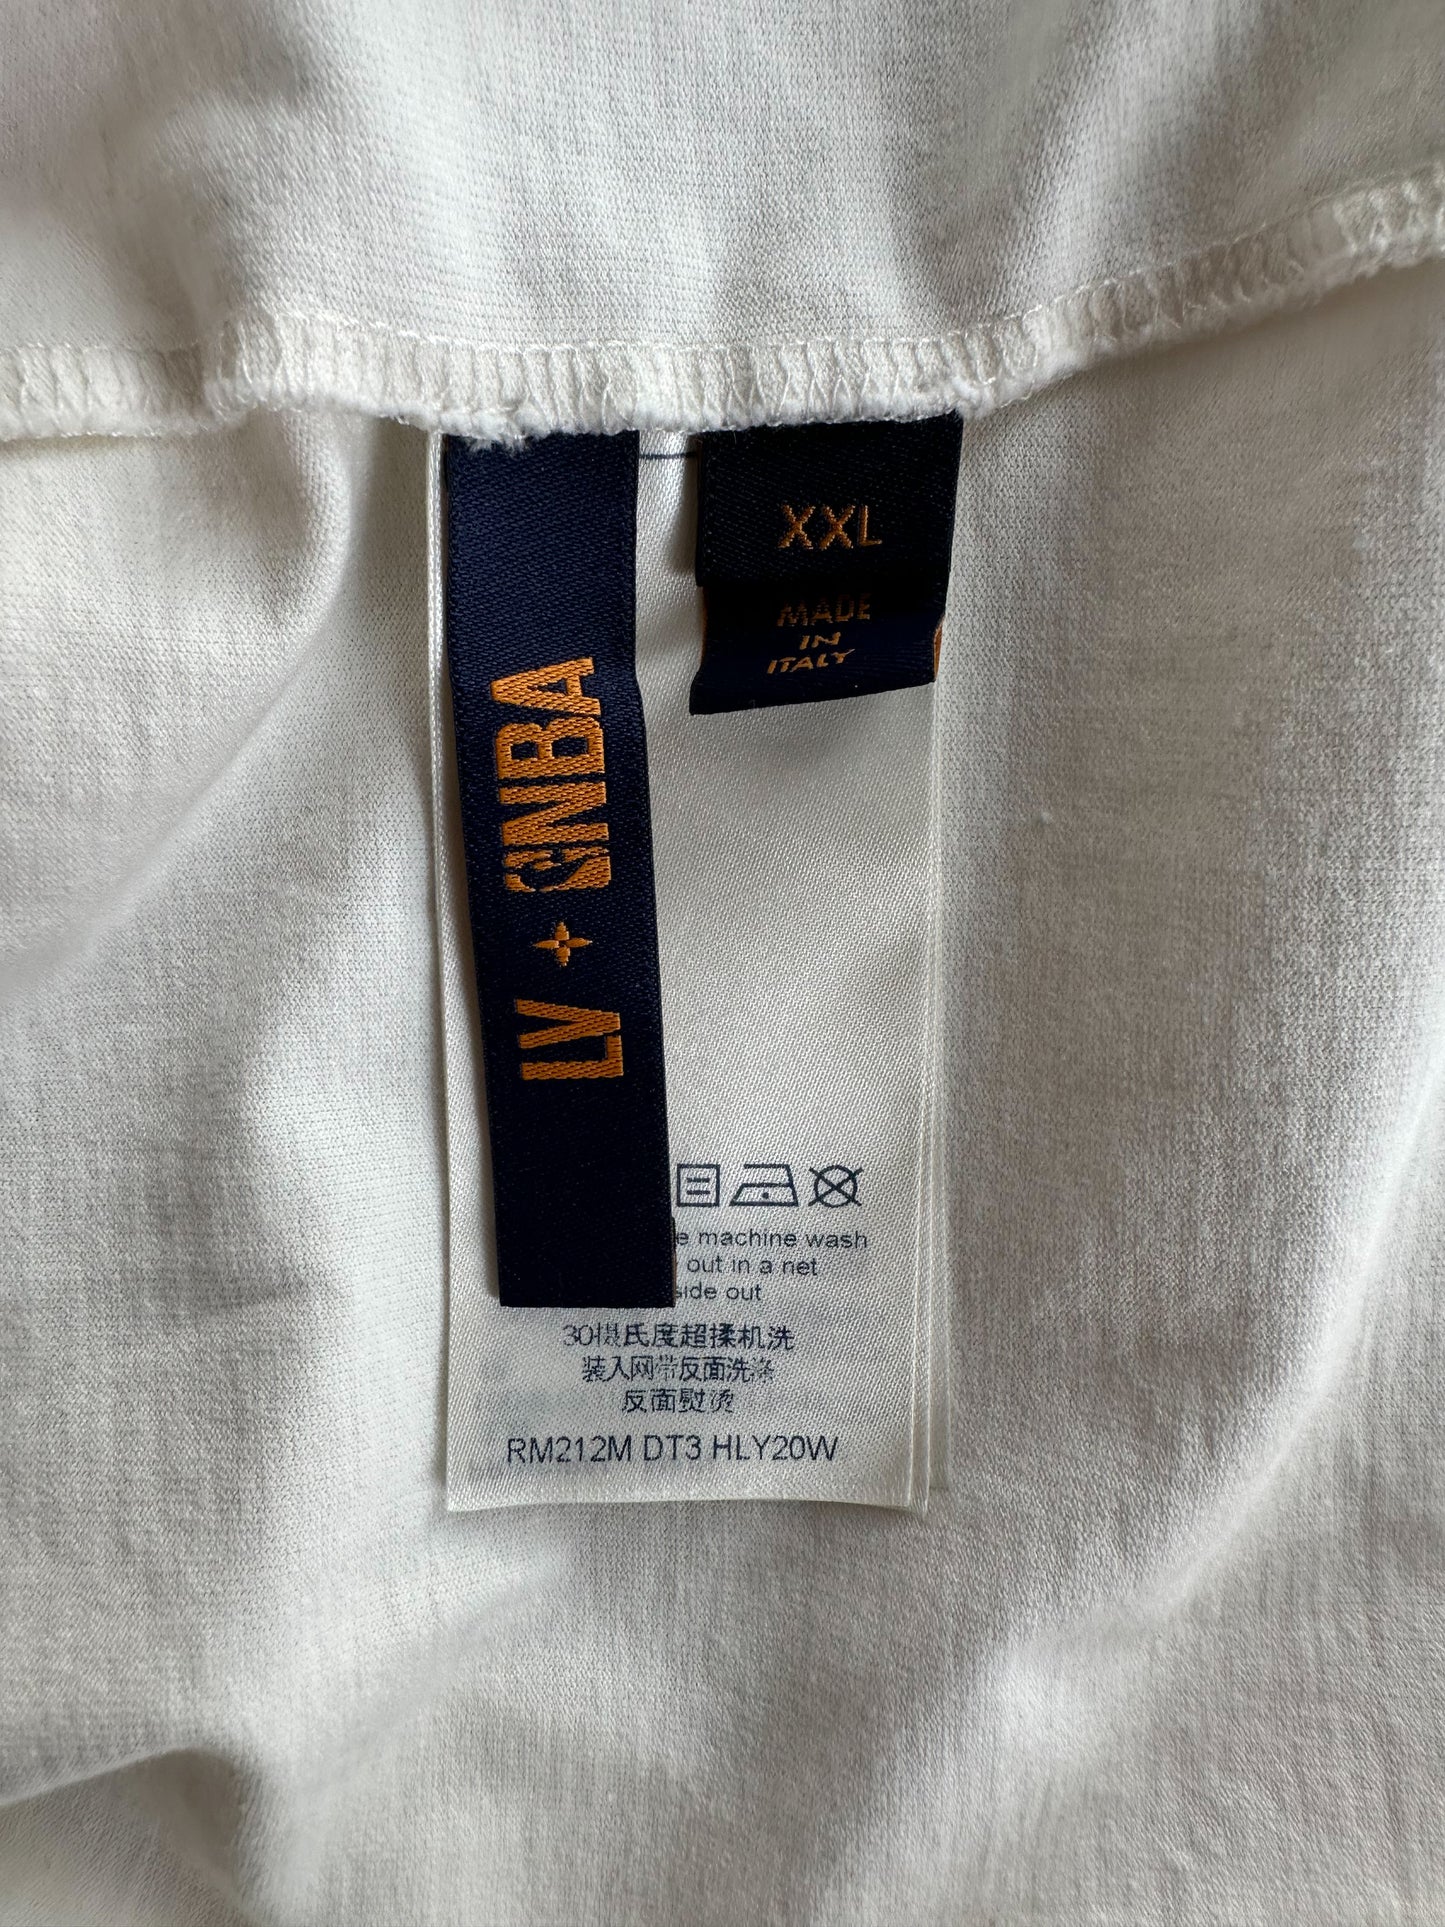 XXL
MADE
IN
ITALY
LV + NBA
machine wash
out in a net
side out
30摄氏度超揉机洗
装入网带反面洗涤
反面熨烫
RM212M DT3 HLY20W